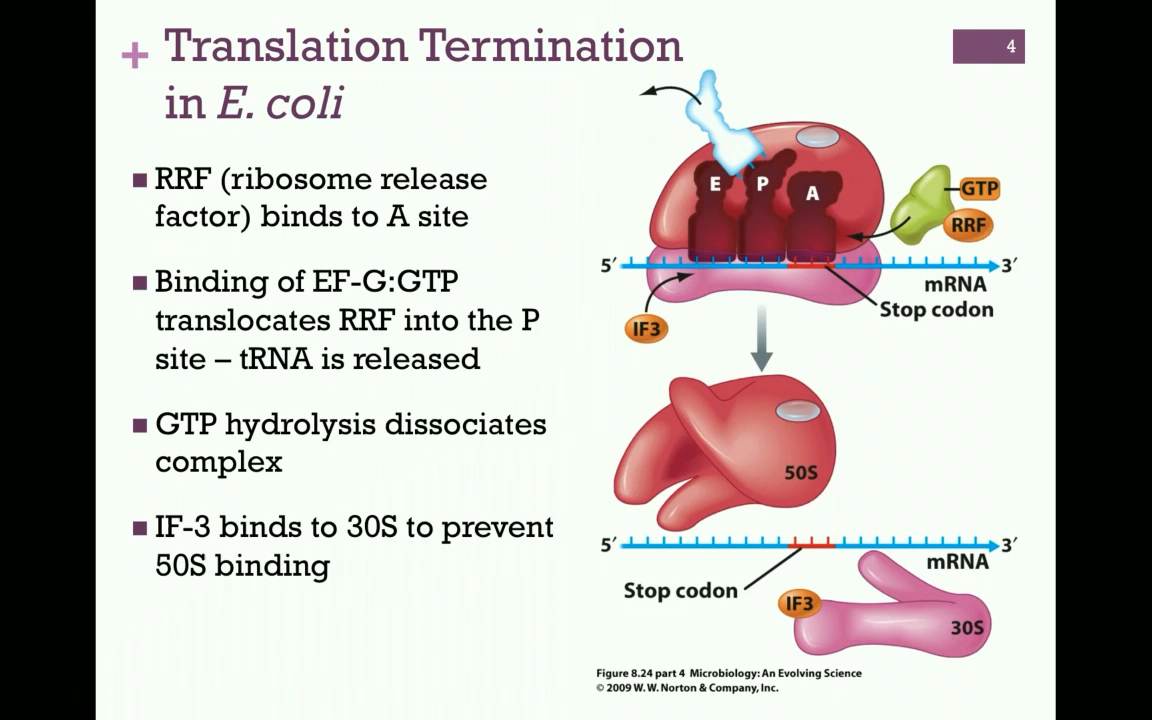 + Translation Termination
in E. coli
4
■ RRF (ribosome release
factor) binds to A site
■ Binding of EF-G:GTP
translocates RRF into the P
site – tRNA is released
■ GTP hydrolysis dissociates
complex
■ IF-3 binds to 30S to prevent
50S binding
E P A
GTP
RRF
5′ 3′
mRNA
Stop codon
IF3
50S
5′ 3′
mRNA
Stop codon
IF3
30S
Figure 8.24 part 4 Microbiology: An Evolving Science
© 2009 W. W. Norton & Company, Inc.